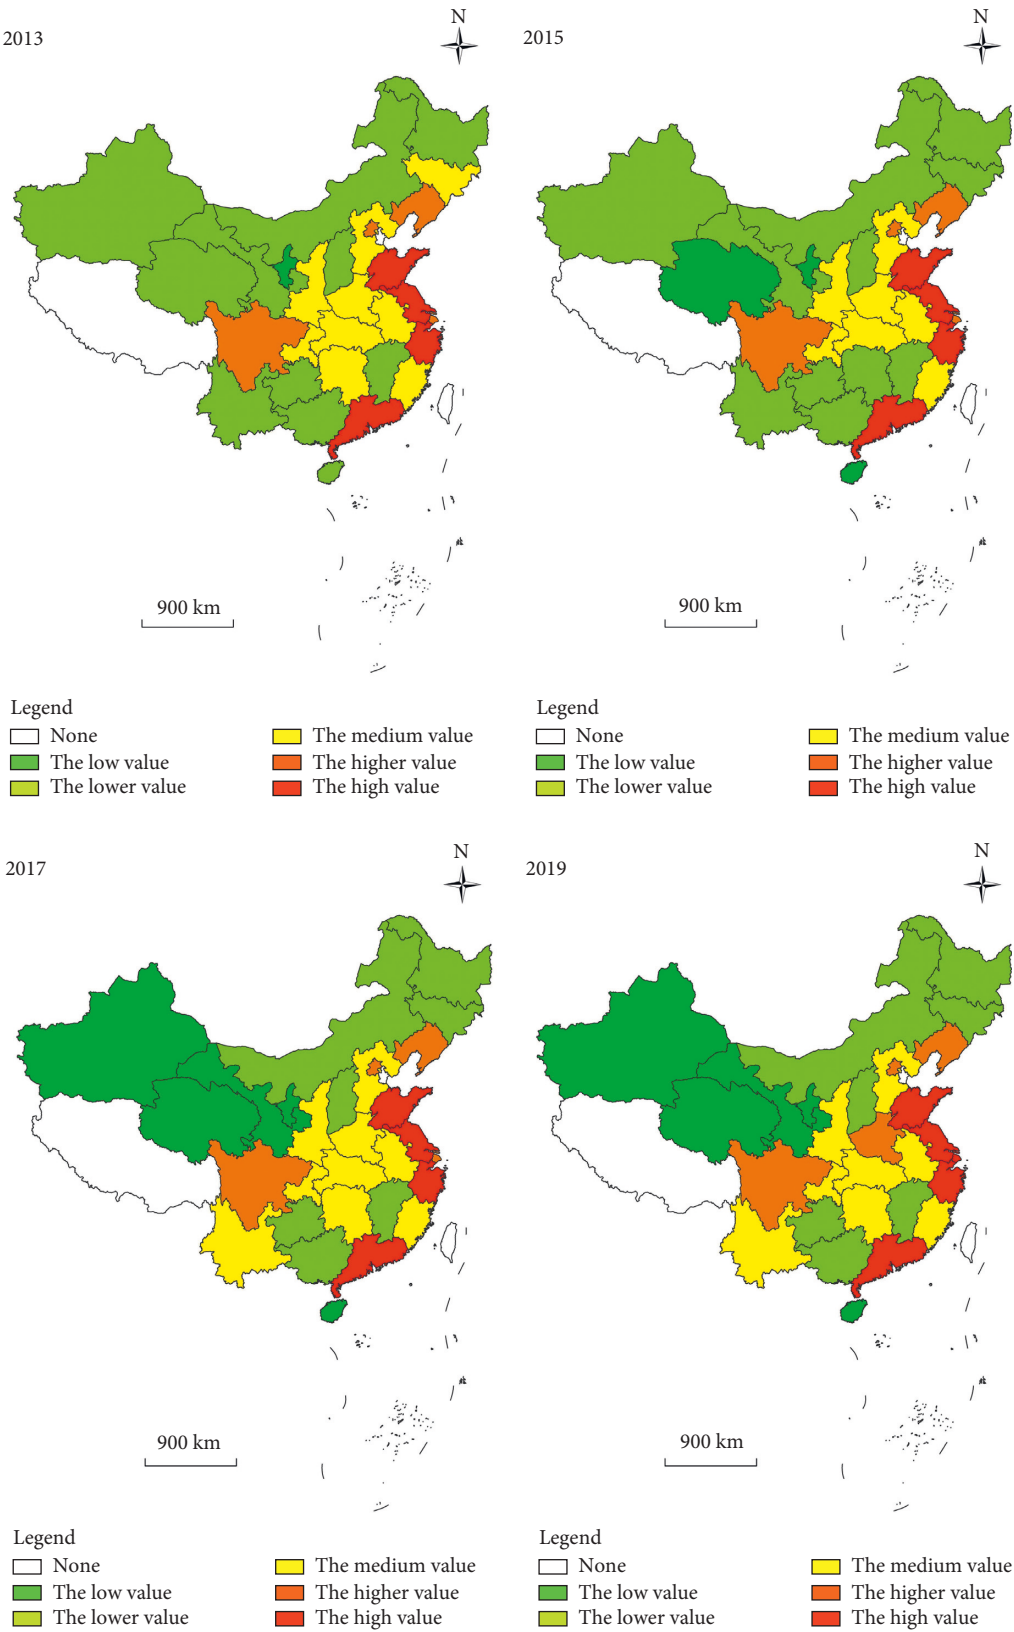 2013
N
2015
N
900 km
900 km
Legend
None
The low value
The lower value
The medium value
The higher value
The high value
Legend
None
The low value
The lower value
The medium value
The higher value
The high value
2017
N
2019
N
900 km
900 km
Legend
None
The low value
The lower value
The medium value
The higher value
The high value
Legend
None
The low value
The lower value
The medium value
The higher value
The high value